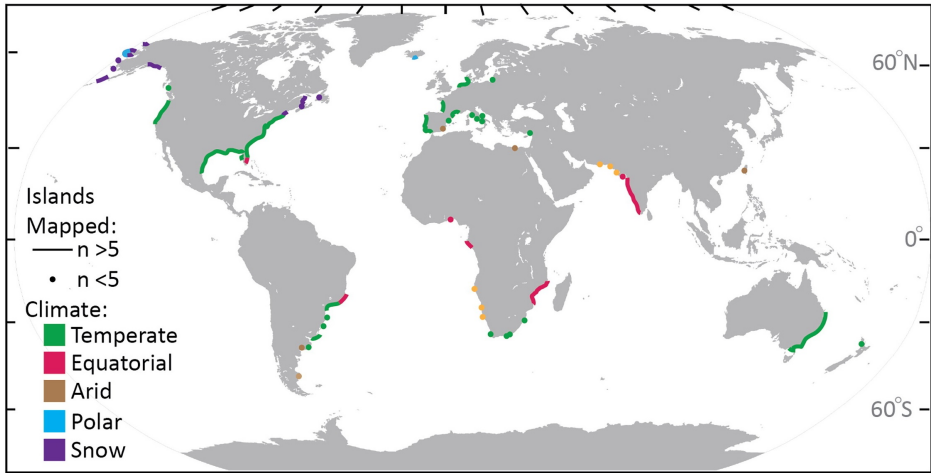 60°N
0°
60°S
Islands
Mapped:
n >5
n <5
Climate:
Temperate
Equatorial
Arid
Polar
Snow